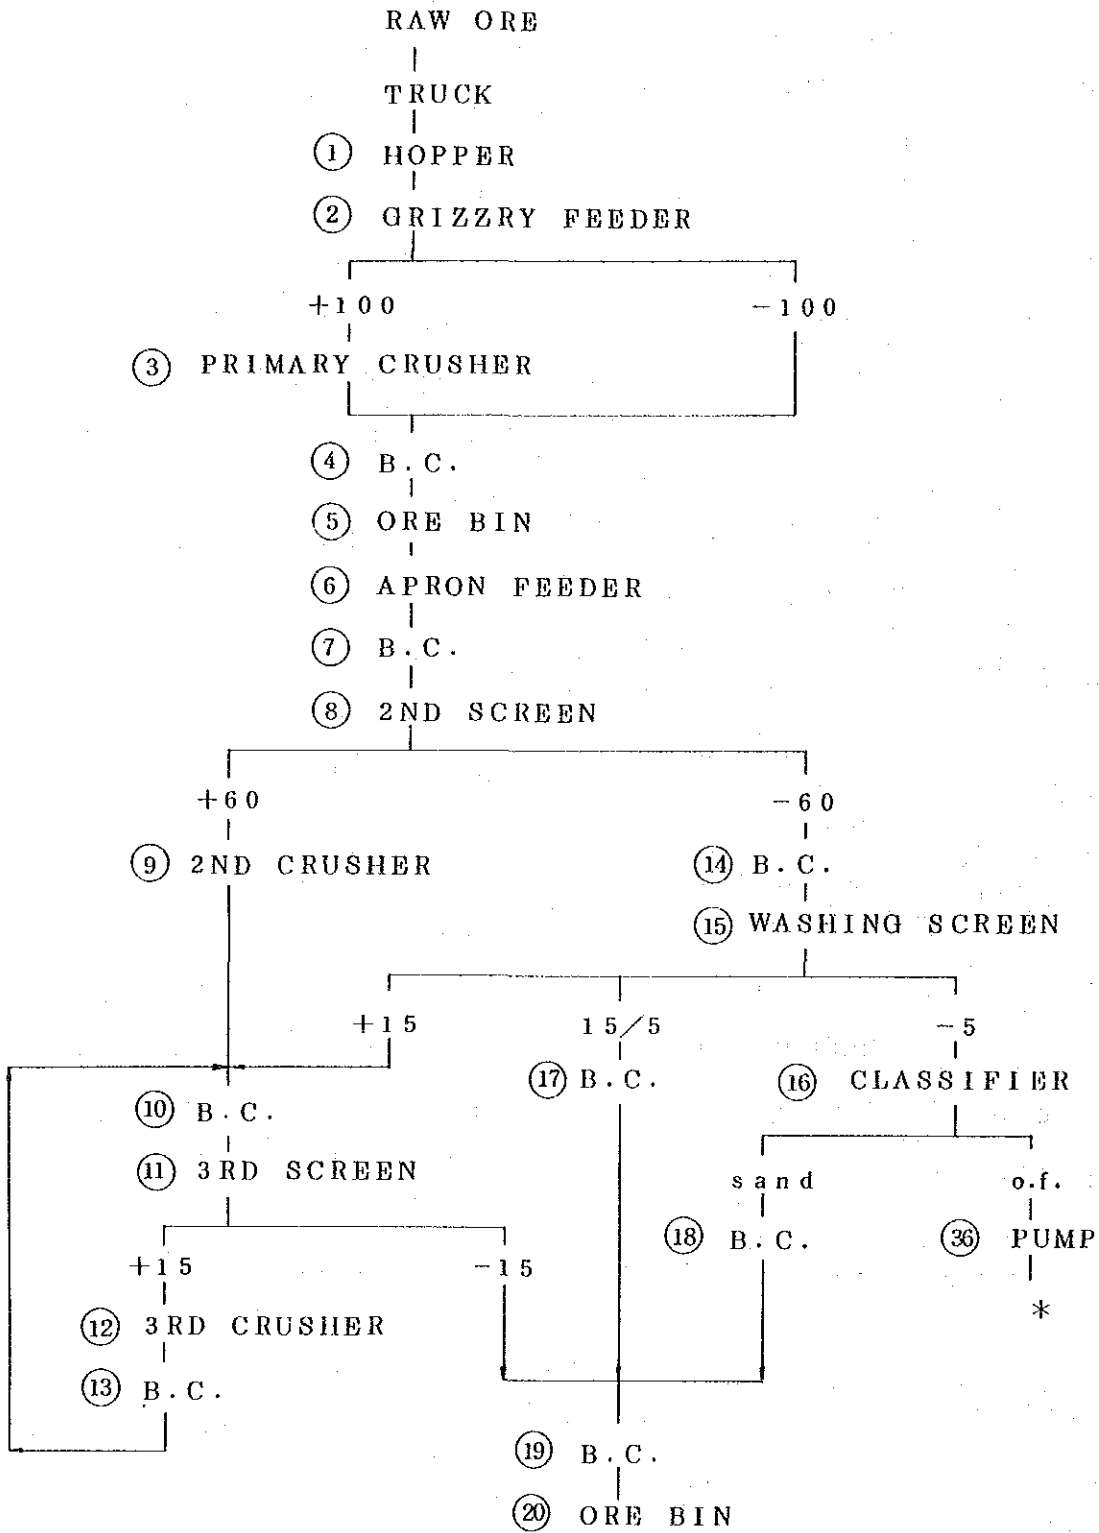 RAW ORE
TRUCK
① HOPPER
② GRIZZRY FEEDER
+100 -100
③ PRIMARY CRUSHER
④ B.C.
⑤ ORE BIN
⑥ APRON FEEDER
⑦ B.C.
⑧ 2ND SCREEN
+60 -60
⑨ 2ND CRUSHER ⑭ B.C.
⑮ WASHING SCREEN
+15 15/5 -5
⑰ B.C. ⑯ CLASSIFIER
⑩ B.C.
⑪ 3RD SCREEN sand o.f.
⑱ B.C. ㊱ PUMP
+15 -15
⑫ 3RD CRUSHER *
⑬ B.C.
⑲ B.C.
⑳ ORE BIN